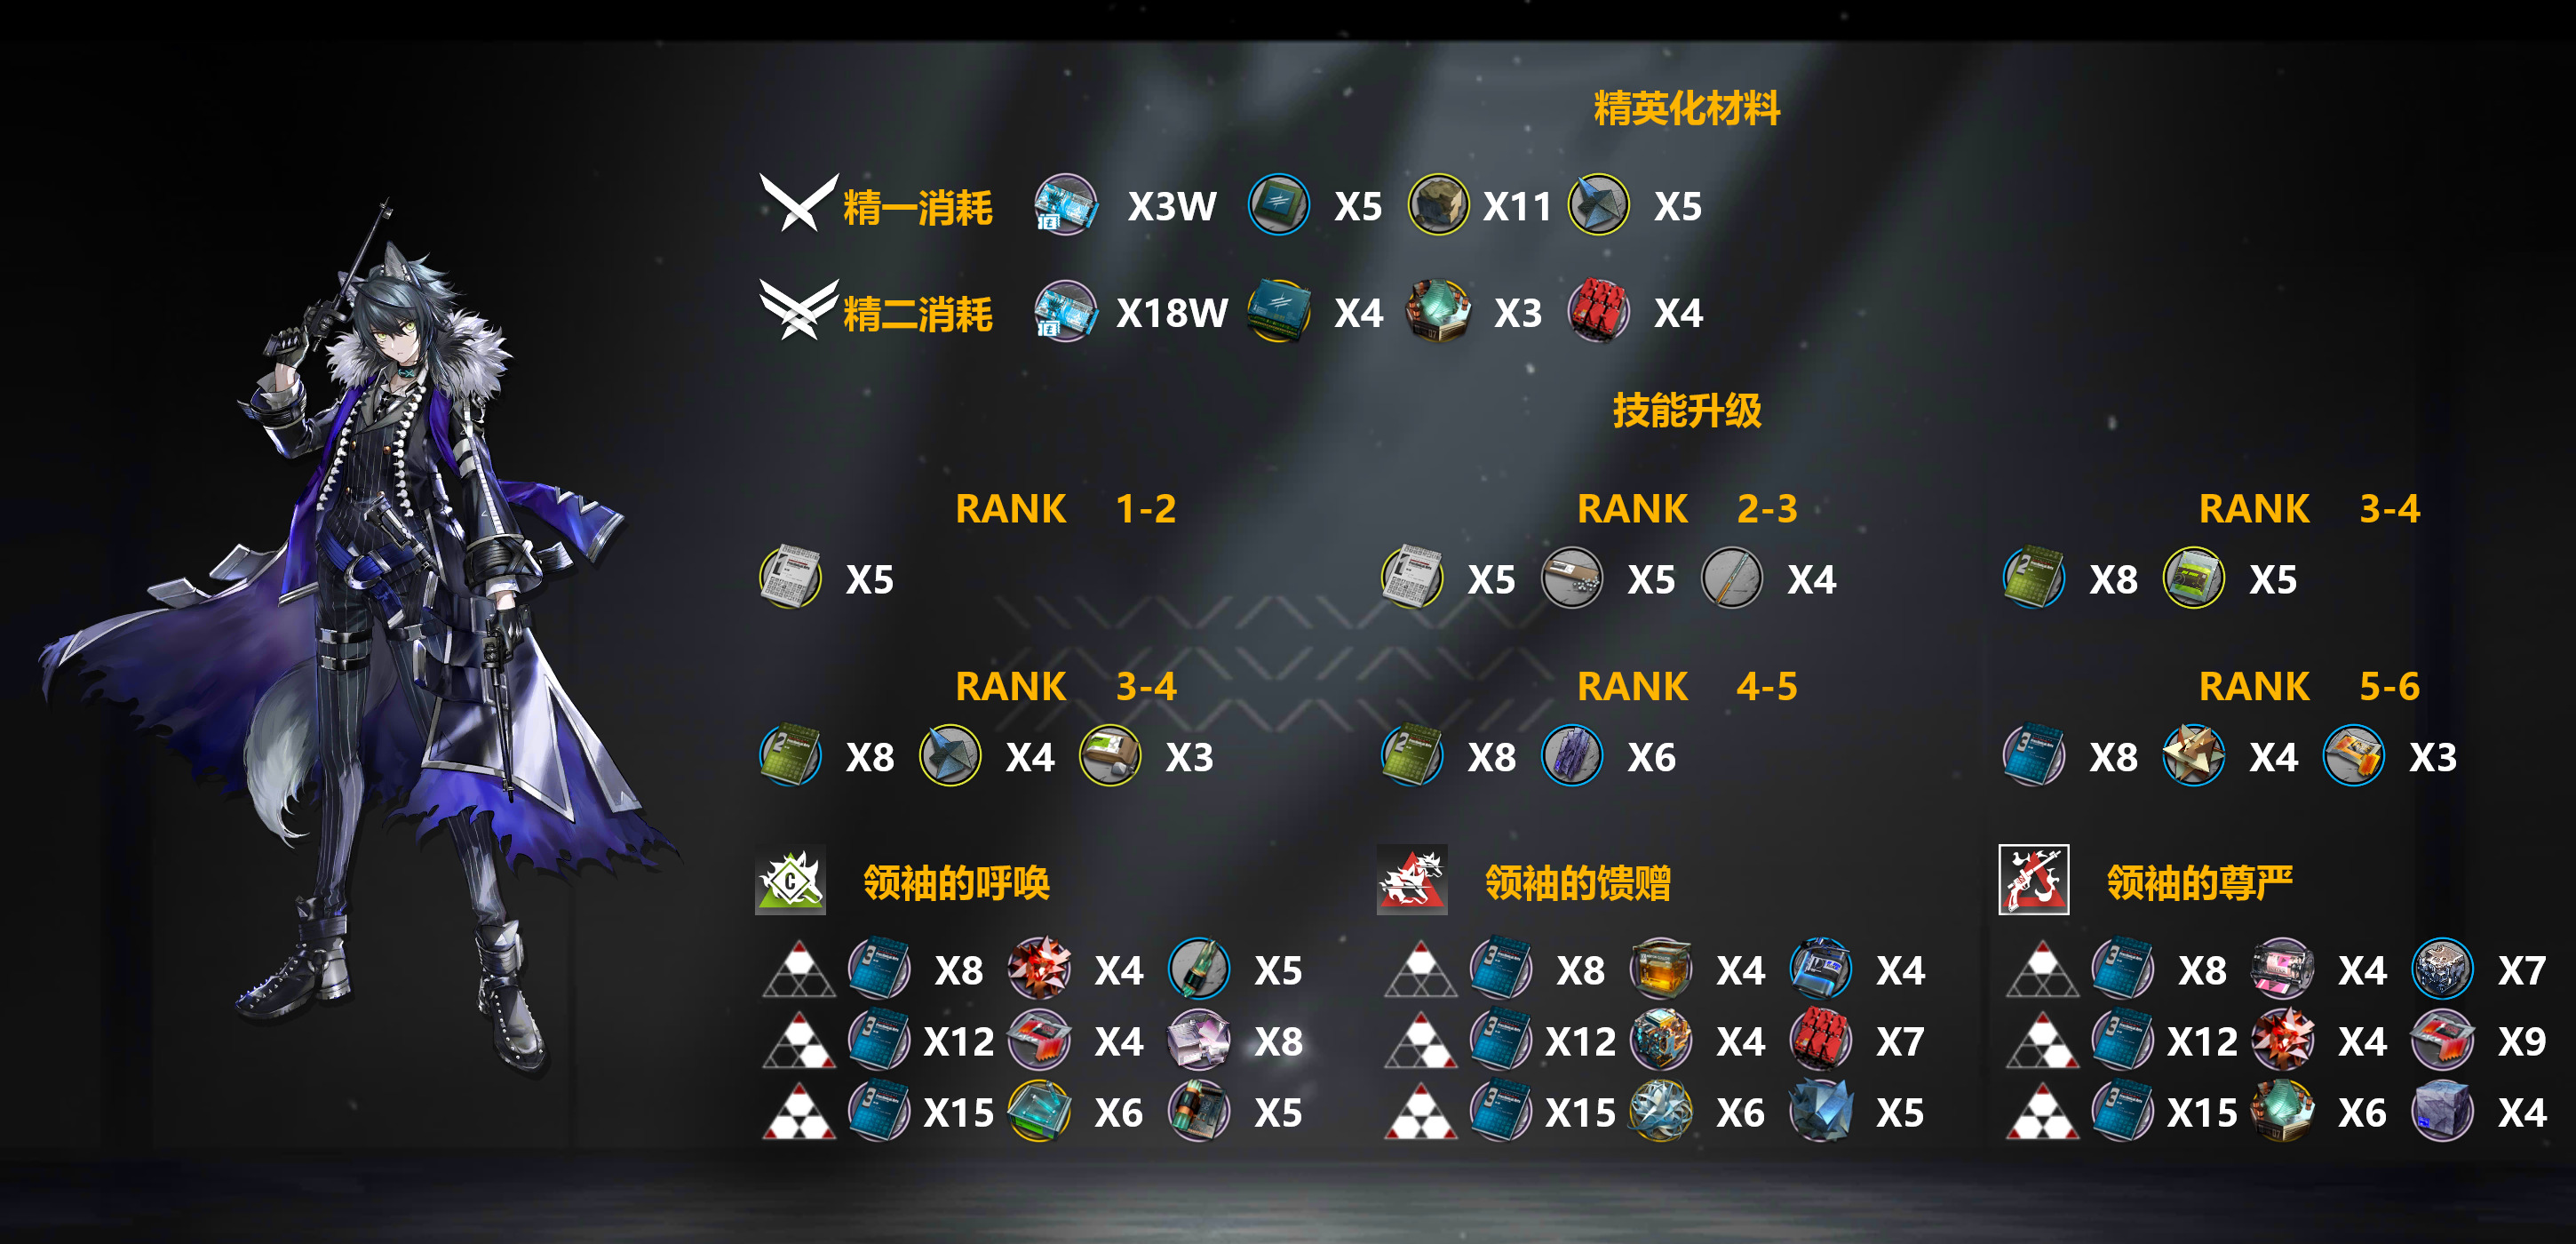 精英化材料
精一消耗 X3W X5 X11 X5
精二消耗 X18W X4 X3 X4
技能升级
RANK 1-2
RANK 2-3
RANK 3-4
X5
X5 X5 X4
X8 X5
RANK 3-4
RANK 4-5
RANK 5-6
X8 X4 X3
X8 X6
X8 X4 X3
领袖的呼唤
领袖的馈赠
领袖的尊严
X8 X4 X5
X8 X4 X4
X8 X4 X7
X12 X4 X8
X12 X4 X7
X12 X4 X9
X15 X6 X5
X15 X6 X5
X15 X6 X4